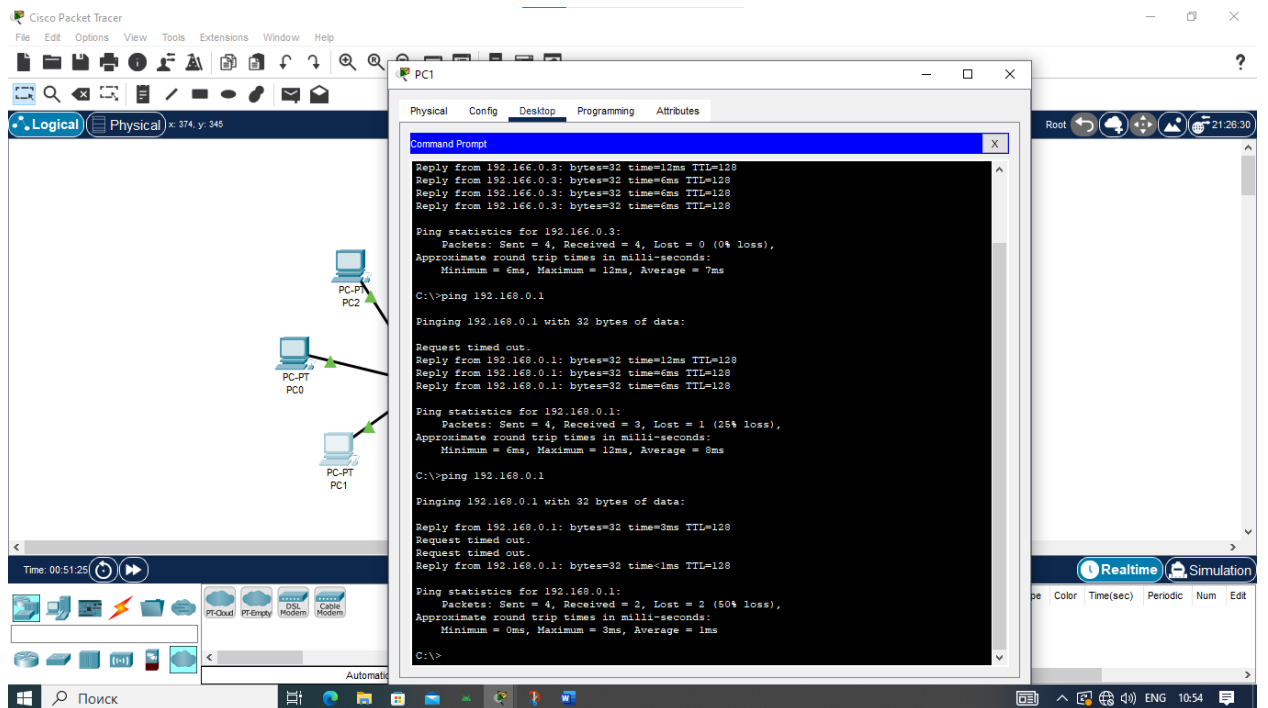 Cisco Packet Tracer
File Edit Options View Tools Extensions Window Help
?
PC1
Physical Config Desktop Programming Attributes
Logical Physical x: 374, y: 345
Root 21:26:30
Command Prompt X
Reply from 192.166.0.3: bytes=32 time=12ms TTL=128
Reply from 192.166.0.3: bytes=32 time=6ms TTL=128
Reply from 192.166.0.3: bytes=32 time=6ms TTL=128
Reply from 192.166.0.3: bytes=32 time=6ms TTL=128
Ping statistics for 192.166.0.3:
Packets: Sent = 4, Received = 4, Lost = 0 (0% loss),
Approximate round trip times in milli-seconds:
Minimum = 6ms, Maximum = 12ms, Average = 7ms
C:\>ping 192.168.0.1
Pinging 192.168.0.1 with 32 bytes of data:
Request timed out.
Reply from 192.168.0.1: bytes=32 time=12ms TTL=128
Reply from 192.168.0.1: bytes=32 time=6ms TTL=128
Reply from 192.168.0.1: bytes=32 time=6ms TTL=128
Ping statistics for 192.168.0.1:
Packets: Sent = 4, Received = 3, Lost = 1 (25% loss),
Approximate round trip times in milli-seconds:
Minimum = 6ms, Maximum = 12ms, Average = 8ms
C:\>ping 192.168.0.1
Pinging 192.168.0.1 with 32 bytes of data:
Reply from 192.168.0.1: bytes=32 time=3ms TTL=128
Request timed out.
Request timed out.
Reply from 192.168.0.1: bytes=32 time<1ms TTL=128
Ping statistics for 192.168.0.1:
Packets: Sent = 4, Received = 2, Lost = 2 (50% loss),
Approximate round trip times in milli-seconds:
Minimum = 0ms, Maximum = 3ms, Average = 1ms
C:\>
PC-PT
PC2
PC-PT
PC0
PC-PT
PC1
Time: 00:51:25
Realtime Simulation
PT-Cloud PT-Empty DSL Modem Cable Modem
pe Color Time(sec) Periodic Num Edit
Automatic
Поиск
ENG 10:54